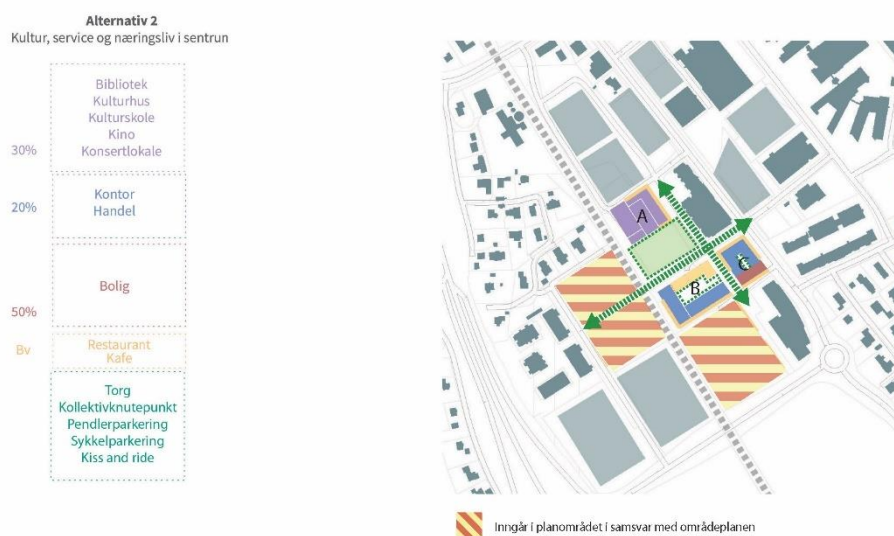 Alternativ 2
Kultur, service og næringsliv i sentrun
Bibliotek
Kulturhus
Kulturskole
Kino
Konsertlokale
30%
Kontor
20%
Handel
Bolig
50%
Bv
Restaurant
Kafe
Torg
Kollektivknutepunkt
Pendlerparkering
Sykkelparkering
Kiss and ride
A
B
C
Inngår i planområdet i samsvar med områdeplanen